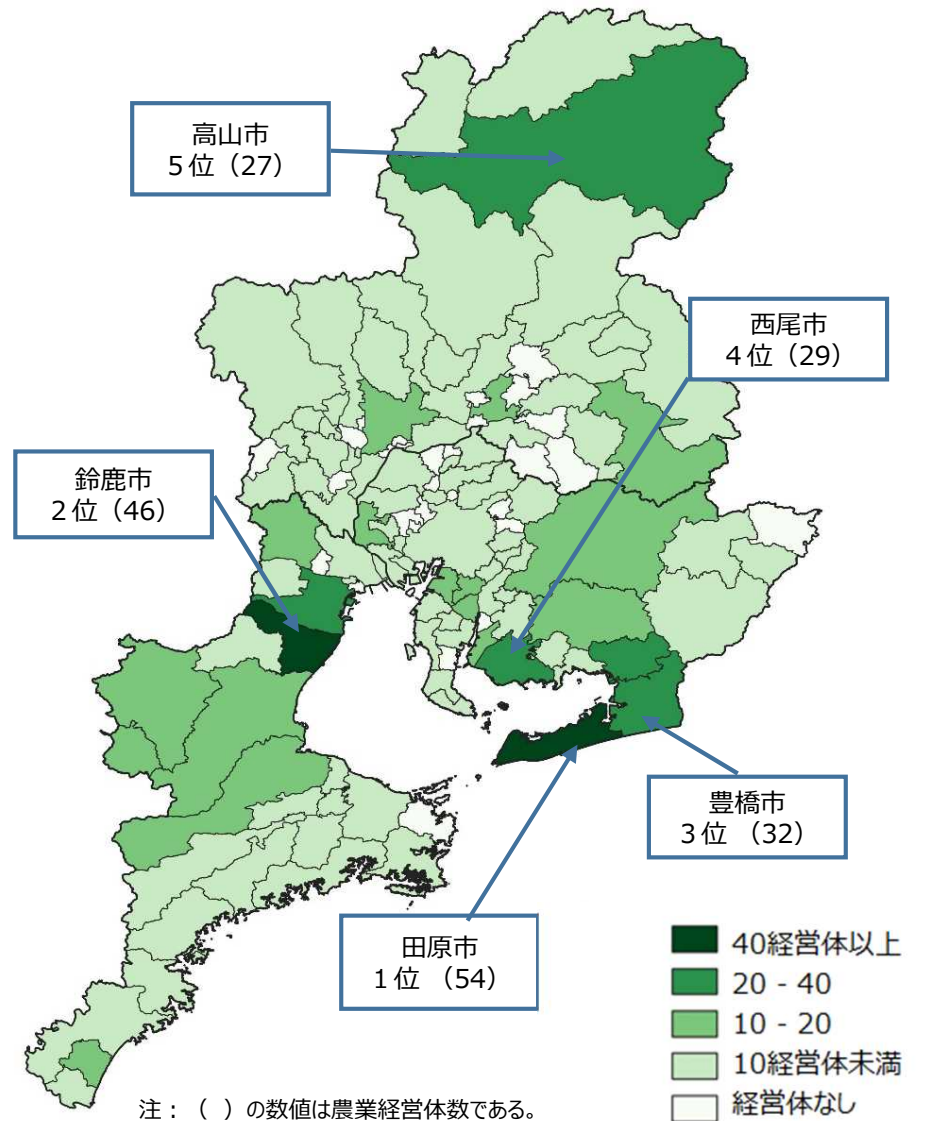 高山市
5位（27）
西尾市
4位（29）
鈴鹿市
2位（46）
豊橋市
3位 （32）
田原市
1位 （54）
40経営体以上
20 - 40
10 - 20
10経営体未満
経営体なし
注：（ ）の数値は農業経営体数である。